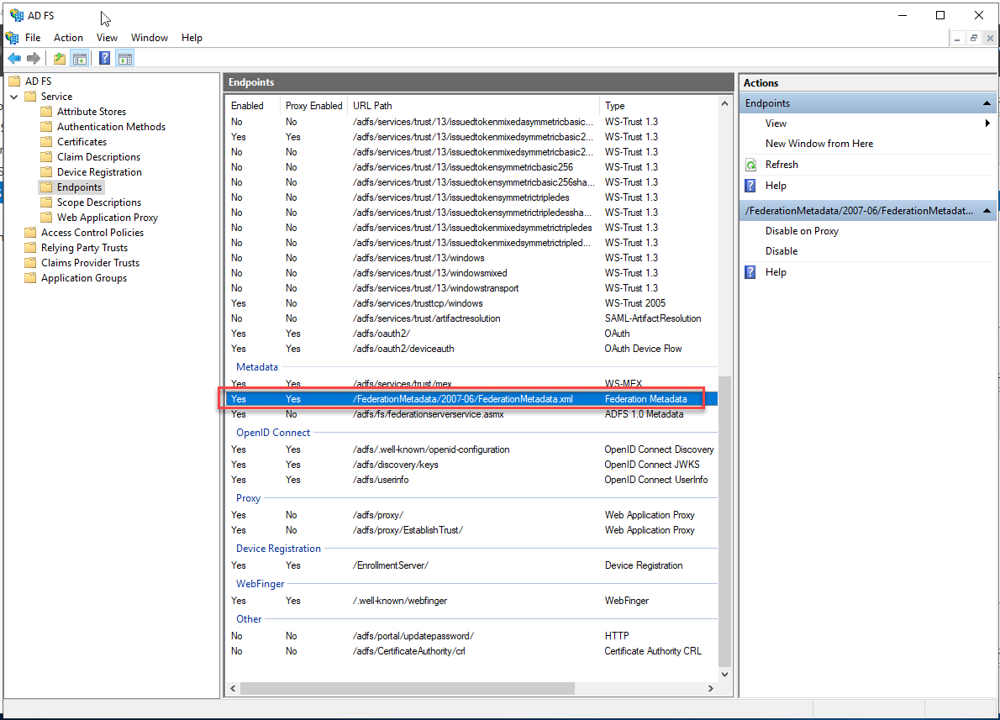 AD FS
File Action View Window Help
AD FS
Service
Attribute Stores
Authentication Methods
Certificates
Claim Descriptions
Device Registration
Endpoints
Scope Descriptions
Web Application Proxy
Access Control Policies
Relying Party Trusts
Claims Provider Trusts
Application Groups
Endpoints
Enabled Proxy Enabled URL Path Type
No No /adfs/services/trust/13/issuedtokenmixedasymmetricbasic... WS-Trust 1.3
Yes Yes /adfs/services/trust/13/issuedtokenmixedsymmetricbasic2... WS-Trust 1.3
No No /adfs/services/trust/13/issuedtokenmixedsymmetricbasic2... WS-Trust 1.3
No No /adfs/services/trust/13/issuedtokensymmetricbasic256 WS-Trust 1.3
No No /adfs/services/trust/13/issuedtokensymmetricbasic256sha... WS-Trust 1.3
No No /adfs/services/trust/13/issuedtokensymmetrictripledes WS-Trust 1.3
No No /adfs/services/trust/13/issuedtokensymmetrictripledessha... WS-Trust 1.3
No No /adfs/services/trust/13/issuedtokenmixedsymmetrictripledes WS-Trust 1.3
No No /adfs/services/trust/13/issuedtokenmixedsymmetrictripled... WS-Trust 1.3
No No /adfs/services/trust/13/windows WS-Trust 1.3
No No /adfs/services/trust/13/windowsmixed WS-Trust 1.3
No No /adfs/services/trust/13/windowstransport WS-Trust 1.3
Yes No /adfs/services/trusttcp/windows WS-Trust 2005
No No /adfs/services/trust/artifactresolution SAML-ArtifactResolution
Yes Yes /adfs/oauth2/ OAuth
Yes Yes /adfs/oauth2/deviceauth OAuth Device Flow
Metadata
Yes Yes /adfs/services/trust/mex WS-MEX
Yes Yes /FederationMetadata/2007-06/FederationMetadata.xml Federation Metadata
Yes No /adfs/fs/federationserverservice.asmx ADFS 1.0 Metadata
OpenID Connect
Yes Yes /adfs/.well-known/openid-configuration OpenID Connect Discovery
Yes Yes /adfs/discovery/keys OpenID Connect JWKS
Yes Yes /adfs/userinfo OpenID Connect UserInfo
Proxy
Yes No /adfs/proxy/ Web Application Proxy
Yes No /adfs/proxy/EstablishTrust/ Web Application Proxy
Device Registration
Yes Yes /EnrollmentServer/ Device Registration
WebFinger
Yes Yes /.well-known/webfinger WebFinger
Other
No No /adfs/portal/updatepassword/ HTTP
No No /adfs/CertificateAuthority/crl Certificate Authority CRL
Actions
Endpoints
View
New Window from Here
Refresh
Help
/FederationMetadata/2007-06/FederationMetadat...
Disable on Proxy
Disable
Help